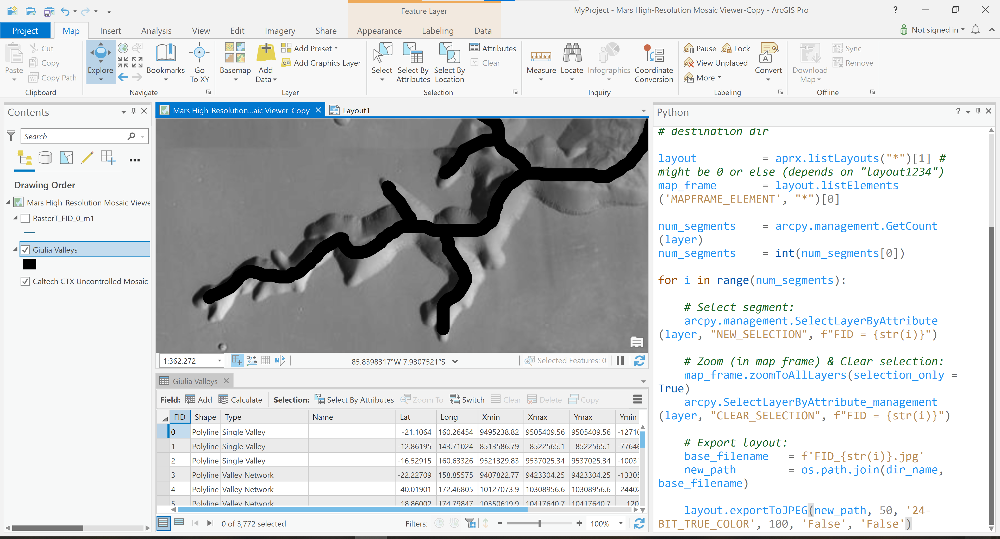 Feature Layer
MyProject - Mars High-Resolution Mosaic Viewer-Copy - ArcGIS Pro
?
Project Map Insert Analysis View Edit Imagery Share Appearance Labeling Data
Not signed in
Paste
Cut
Copy
Copy Path
Clipboard
Explore
Bookmarks
Go
To XY
Navigate
Basemap
Add
Data
Add Preset
Add Graphics Layer
Layer
Select
Select By
Attributes
Select By
Location
Attributes
Clear
Selection
Measure
Locate
Infographics
Coordinate
Conversion
Inquiry
Pause
Lock
View Unplaced
More
Convert
A
Labeling
Download
Map
Sync
Remove
Offline
Contents
Search
Drawing Order
Mars High-Resolution Mosaic Viewe
RasterT_FID_0_m1
Giulia Valleys
Caltech CTX Uncontrolled Mosaic
Mars High-Resolution...aic Viewer-Copy
Layout1
1:362,272
N
85.8398317°W 7.9307521°S
Selected Features: 0
Giulia Valleys
Field: Add Calculate Selection: Select By Attributes Zoom To Switch Clear Delete Copy
FID Shape Type Name Lat Long Xmin Xmax Ymax Ymin
0 Polyline Single Valley -21.1064 160.26454 9495238.82 9505409.56 9505409.56 -12710
1 Polyline Single Valley -12.86195 143.71024 8513586.79 8522565.1 8522565.1 -77646
2 Polyline Single Valley -16.52915 160.63326 9521329.83 9537025.34 9537025.34 -10031
3 Polyline Valley Network -22.22709 158.85575 9407822.77 9423304.25 9423304.25 -13305
4 Polyline Valley Network -40.01901 172.46805 10127073.9 10308956.6 10308956.6 -24402
5 Polyline Valley Network -18.86002 174.79847 10350619.9 10417640.7 10417640.7 -120
0 of 3,772 selected
Filters:
100%
Python
?
# destination dir
layout = aprx.listLayouts("*")[1] #
might be 0 or else (depends on "layout1234")
map_frame = layout.listElements
('MAPFRAME_ELEMENT', "*")[0]
num_segments = arcpy.management.GetCount
(layer)
num_segments = int(num_segments[0])
for i in range(num_segments):
# Select segment:
arcpy.management.SelectLayerByAttribute
(layer, "NEW_SELECTION", f"FID = {str(i)}")
# Zoom (in map frame) & Clear selection:
map_frame.zoomToAllLayers(selection_only =
True)
arcpy.SelectLayerByAttribute_management
(layer, "CLEAR_SELECTION", f"FID = {str(i)}")
# Export layout:
base_filename = f'FID_{str(i)}.jpg'
new_path = os.path.join(dir_name,
base_filename)
layout.exportToJPEG(new_path, 50, '24-
BIT_TRUE_COLOR', 100, 'False', 'False')